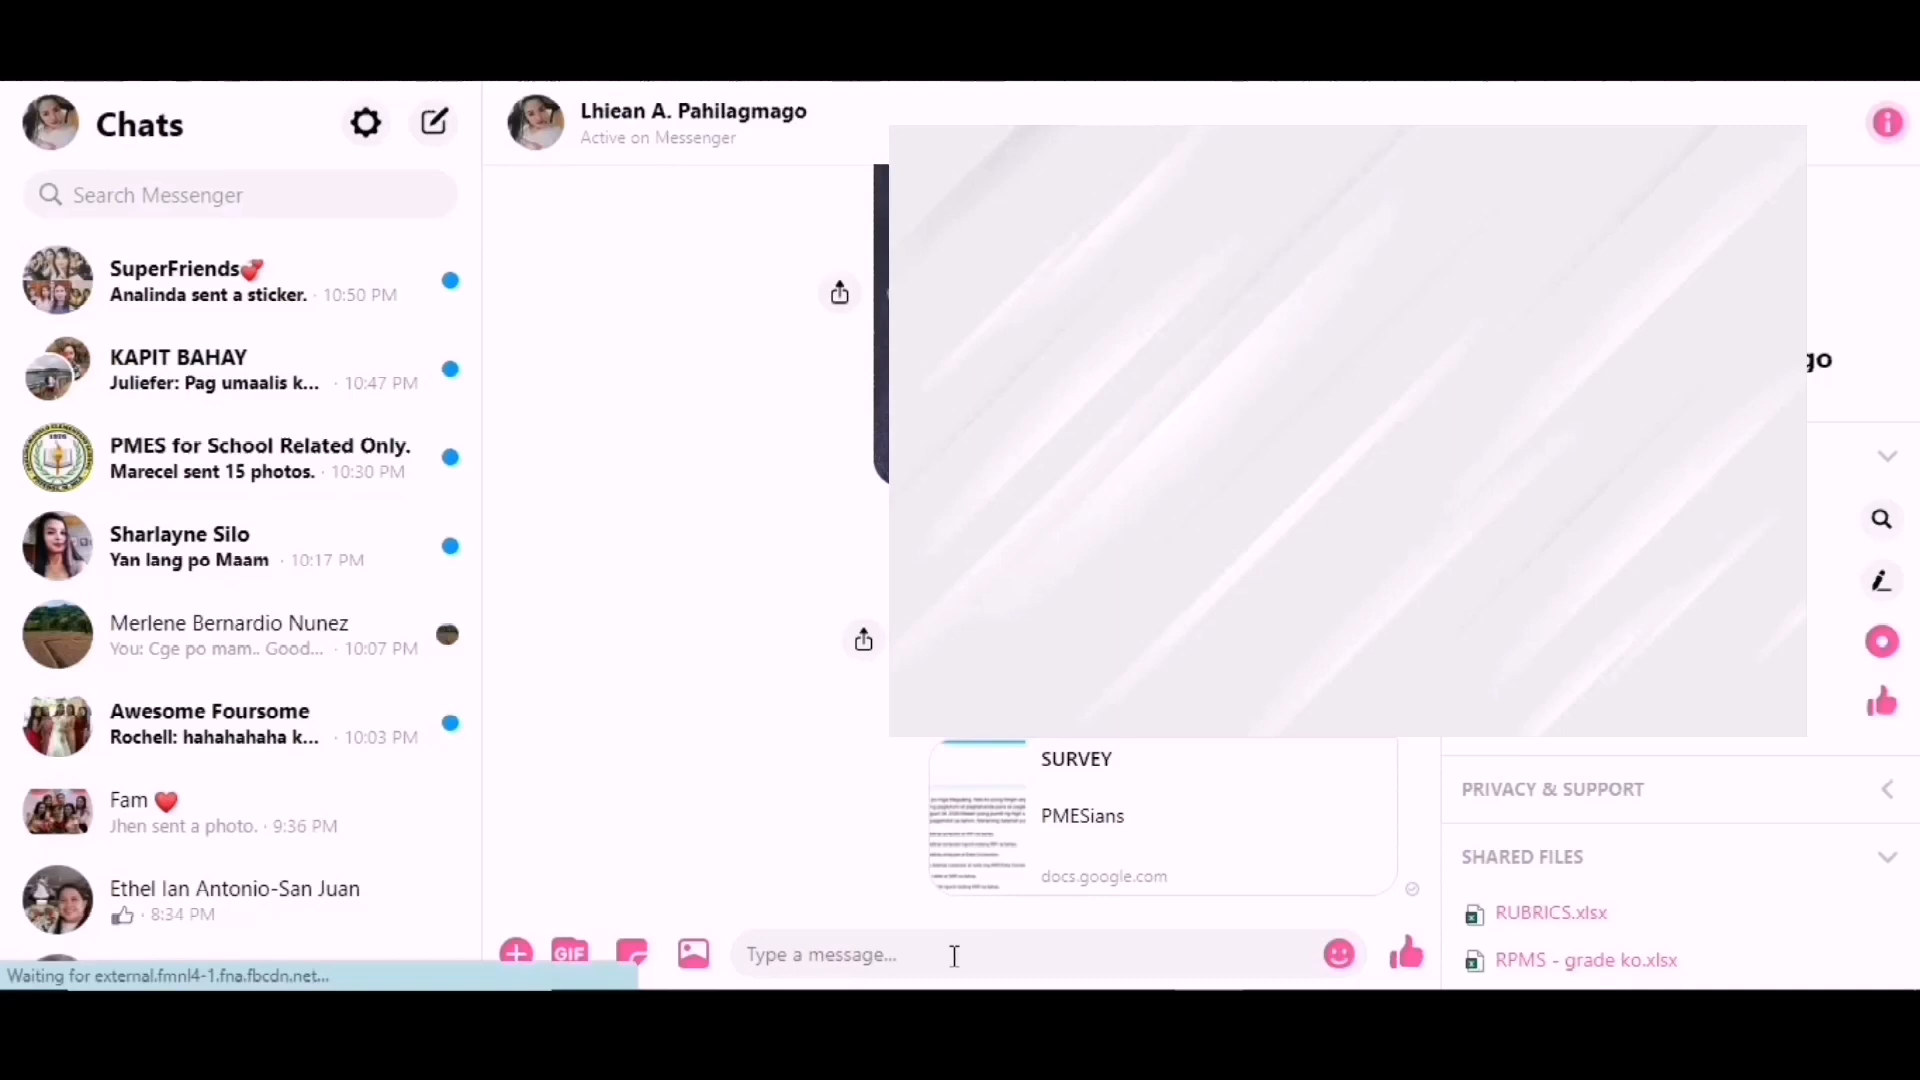 Chats
Search Messenger
SuperFriends💕
Analinda sent a sticker. · 10:50 PM
KAPIT BAHAY
Juliefer: Pag umaalis k... · 10:47 PM
PMES for School Related Only.
Marecel sent 15 photos. · 10:30 PM
Sharlayne Silo
Yan lang po Maam · 10:17 PM
Merlene Bernardio Nunez
You: Cge po mam.. Good... · 10:07 PM
Awesome Foursome
Rochell: hahahahaha k... · 10:03 PM
Fam ❤️
Jhen sent a photo. · 9:36 PM
Ethel Ian Antonio-San Juan
· 8:34 PM
Waiting for external.fmnl4-1.fna.fbcdn.net...
Lhiean A. Pahilagmago
Active on Messenger
SURVEY
PMESians
docs.google.com
GIF
Type a message...
go
PRIVACY & SUPPORT
SHARED FILES
RUBRICS.xlsx
RPMS - grade ko.xlsx